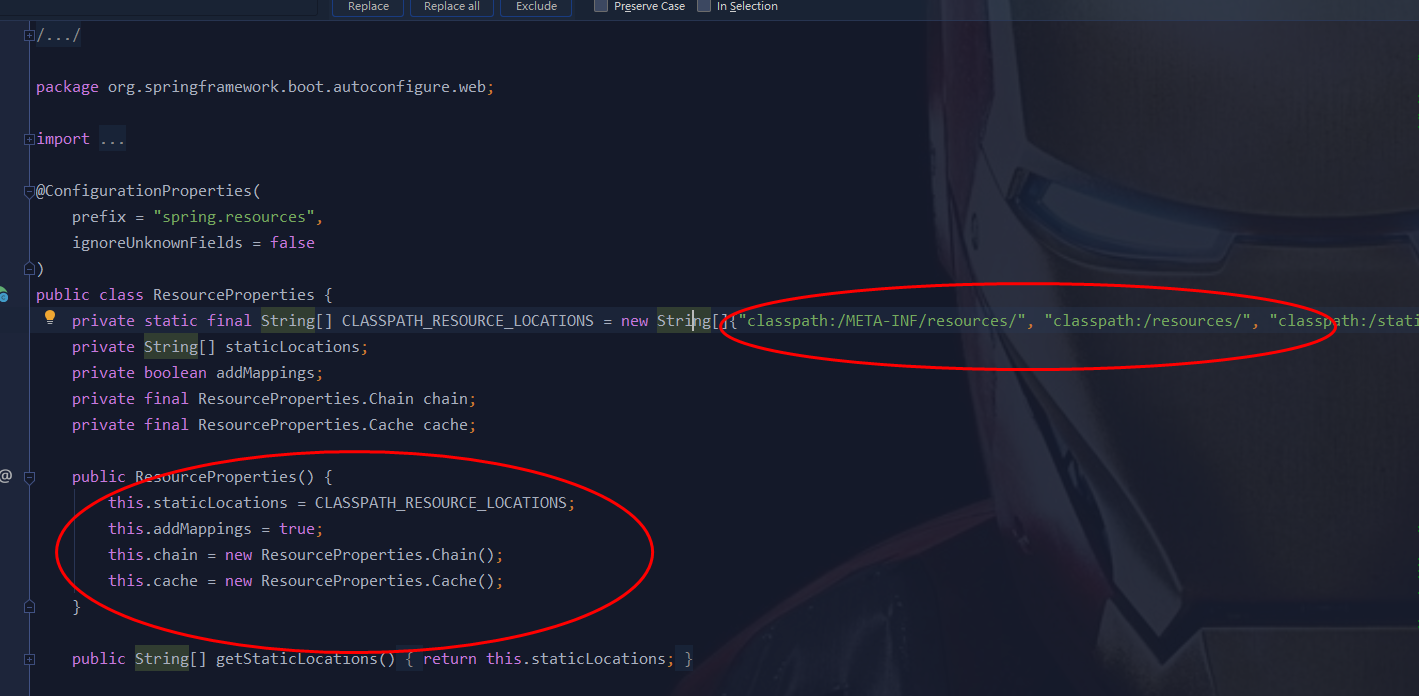 Replace Replace all Exclude Preserve Case In Selection
/.../
package org.springframework.boot.autoconfigure.web;
import ...
@ConfigurationProperties(
prefix = "spring.resources",
ignoreUnknownFields = false
)
public class ResourceProperties {
private static final String[] CLASSPATH_RESOURCE_LOCATIONS = new String[]{"classpath:/META-INF/resources/", "classpath:/resources/", "classpath:/stati
private String[] staticLocations;
private boolean addMappings;
private final ResourceProperties.Chain chain;
private final ResourceProperties.Cache cache;
@ public ResourceProperties() {
this.staticLocations = CLASSPATH_RESOURCE_LOCATIONS;
this.addMappings = true;
this.chain = new ResourceProperties.Chain();
this.cache = new ResourceProperties.Cache();
}
public String[] getStaticLocations() { return this.staticLocations; }